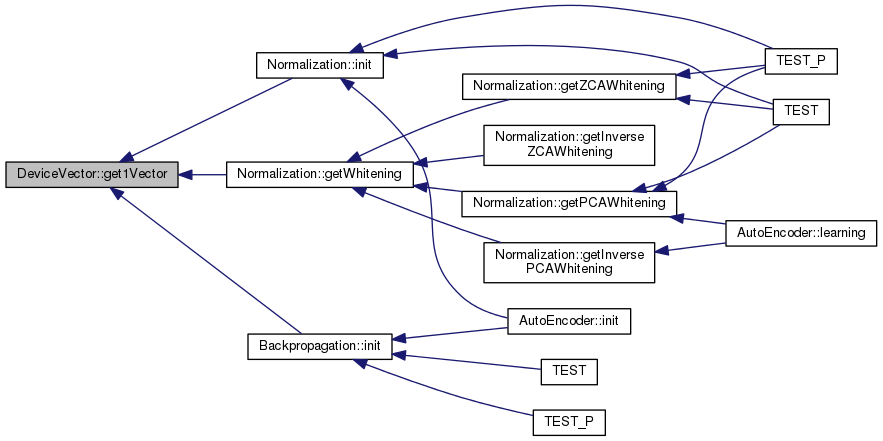 DeviceVector::get1Vector
Normalization::init
Normalization::getWhitening
Backpropagation::init
Normalization::getZCAWhitening
Normalization::getInverse
ZCAWhitening
Normalization::getPCAWhitening
Normalization::getInverse
PCAWhitening
AutoEncoder::init
TEST
TEST_P
TEST_P
TEST
AutoEncoder::learning